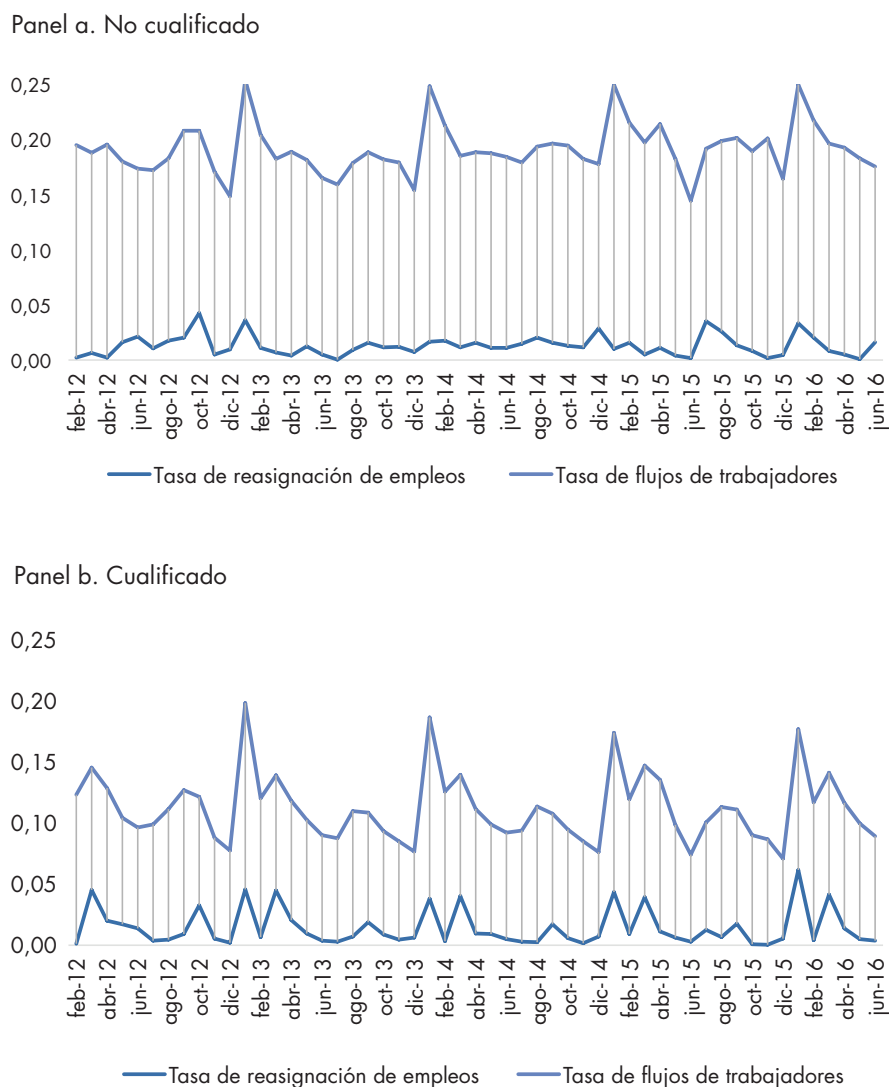 Panel a. No cualificado
0,25
0,20
0,15
0,10
0,05
0,00
feb-12
abr-12
jun-12
ago-12
oct-12
dic-12
feb-13
abr-13
jun-13
ago-13
oct-13
dic-13
feb-14
abr-14
jun-14
ago-14
oct-14
dic-14
feb-15
abr-15
jun-15
ago-15
oct-15
dic-15
feb-16
abr-16
jun-16
Tasa de reasignación de empleos
Tasa de flujos de trabajadores
Panel b. Cualificado
0,25
0,20
0,15
0,10
0,05
0,00
feb-12
abr-12
jun-12
ago-12
oct-12
dic-12
feb-13
abr-13
jun-13
ago-13
oct-13
dic-13
feb-14
abr-14
jun-14
ago-14
oct-14
dic-14
feb-15
abr-15
jun-15
ago-15
oct-15
dic-15
feb-16
abr-16
jun-16
Tasa de reasignación de empleos
Tasa de flujos de trabajadores